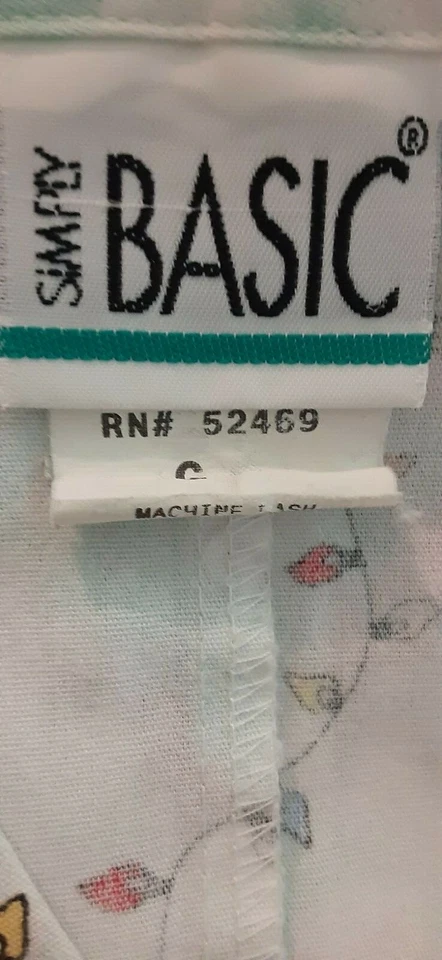 SiMPLY
BASIC®
RN# 52469
MACHINE